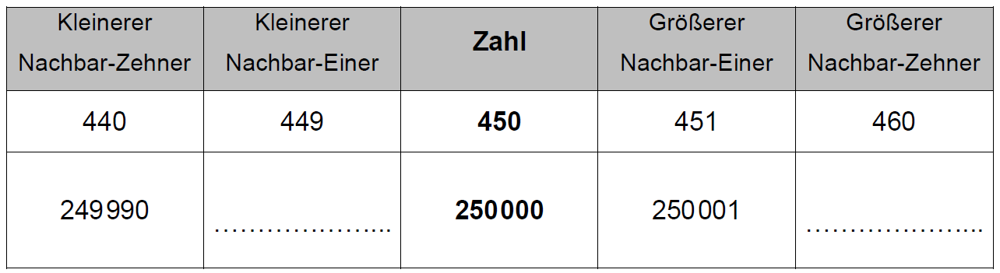 Kleinerer
Nachbar-Zehner
Kleinerer
Nachbar-Einer
Zahl
Größerer
Nachbar-Einer
Größerer
Nachbar-Zehner
440
449
450
451
460
249 990
…………………..
250 000
250 001
…………………..